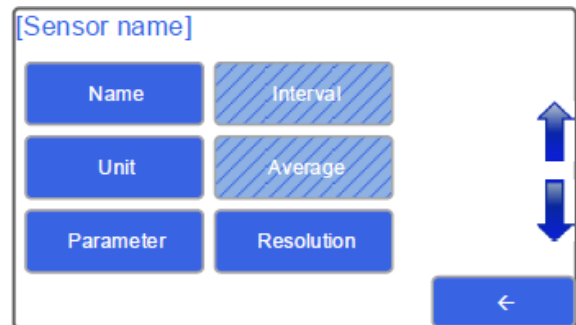 [Sensor name]
Name
Interval
Unit
Average
Parameter
Resolution
←